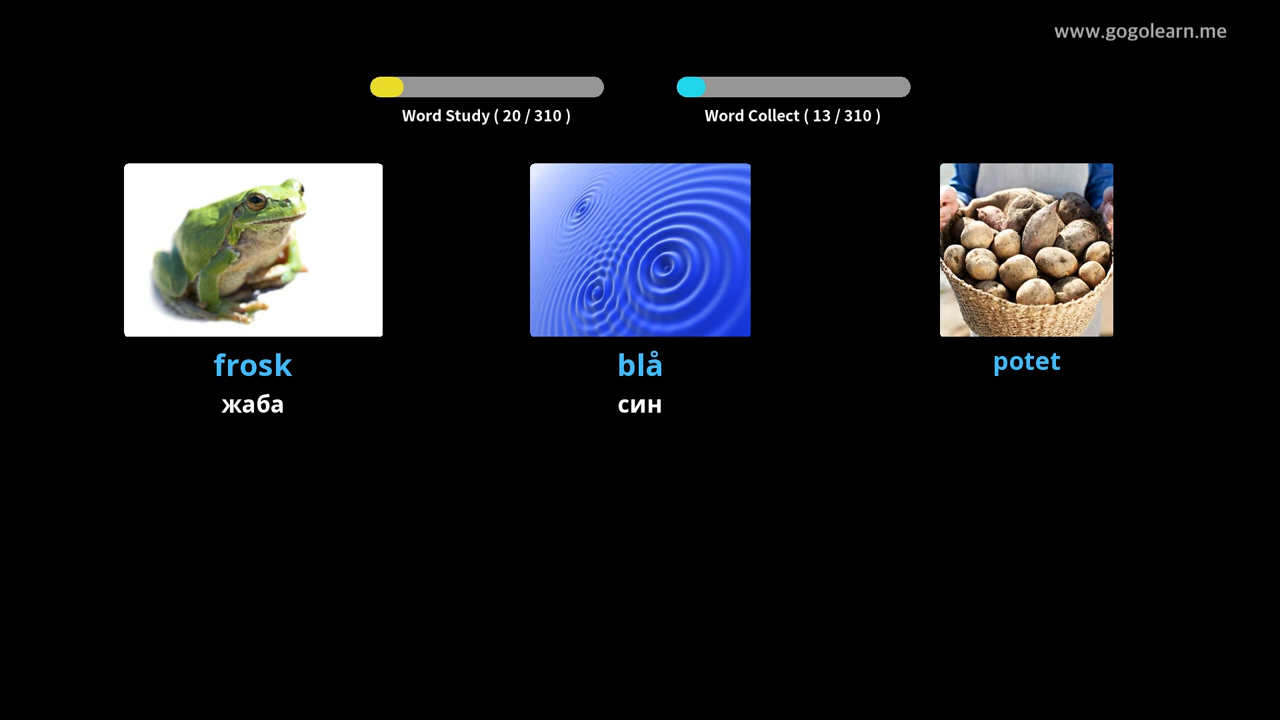 www.gogolearn.me
Word Study ( 20 / 310 )
Word Collect ( 13 / 310 )
frosk
blå
potet
жаба
син